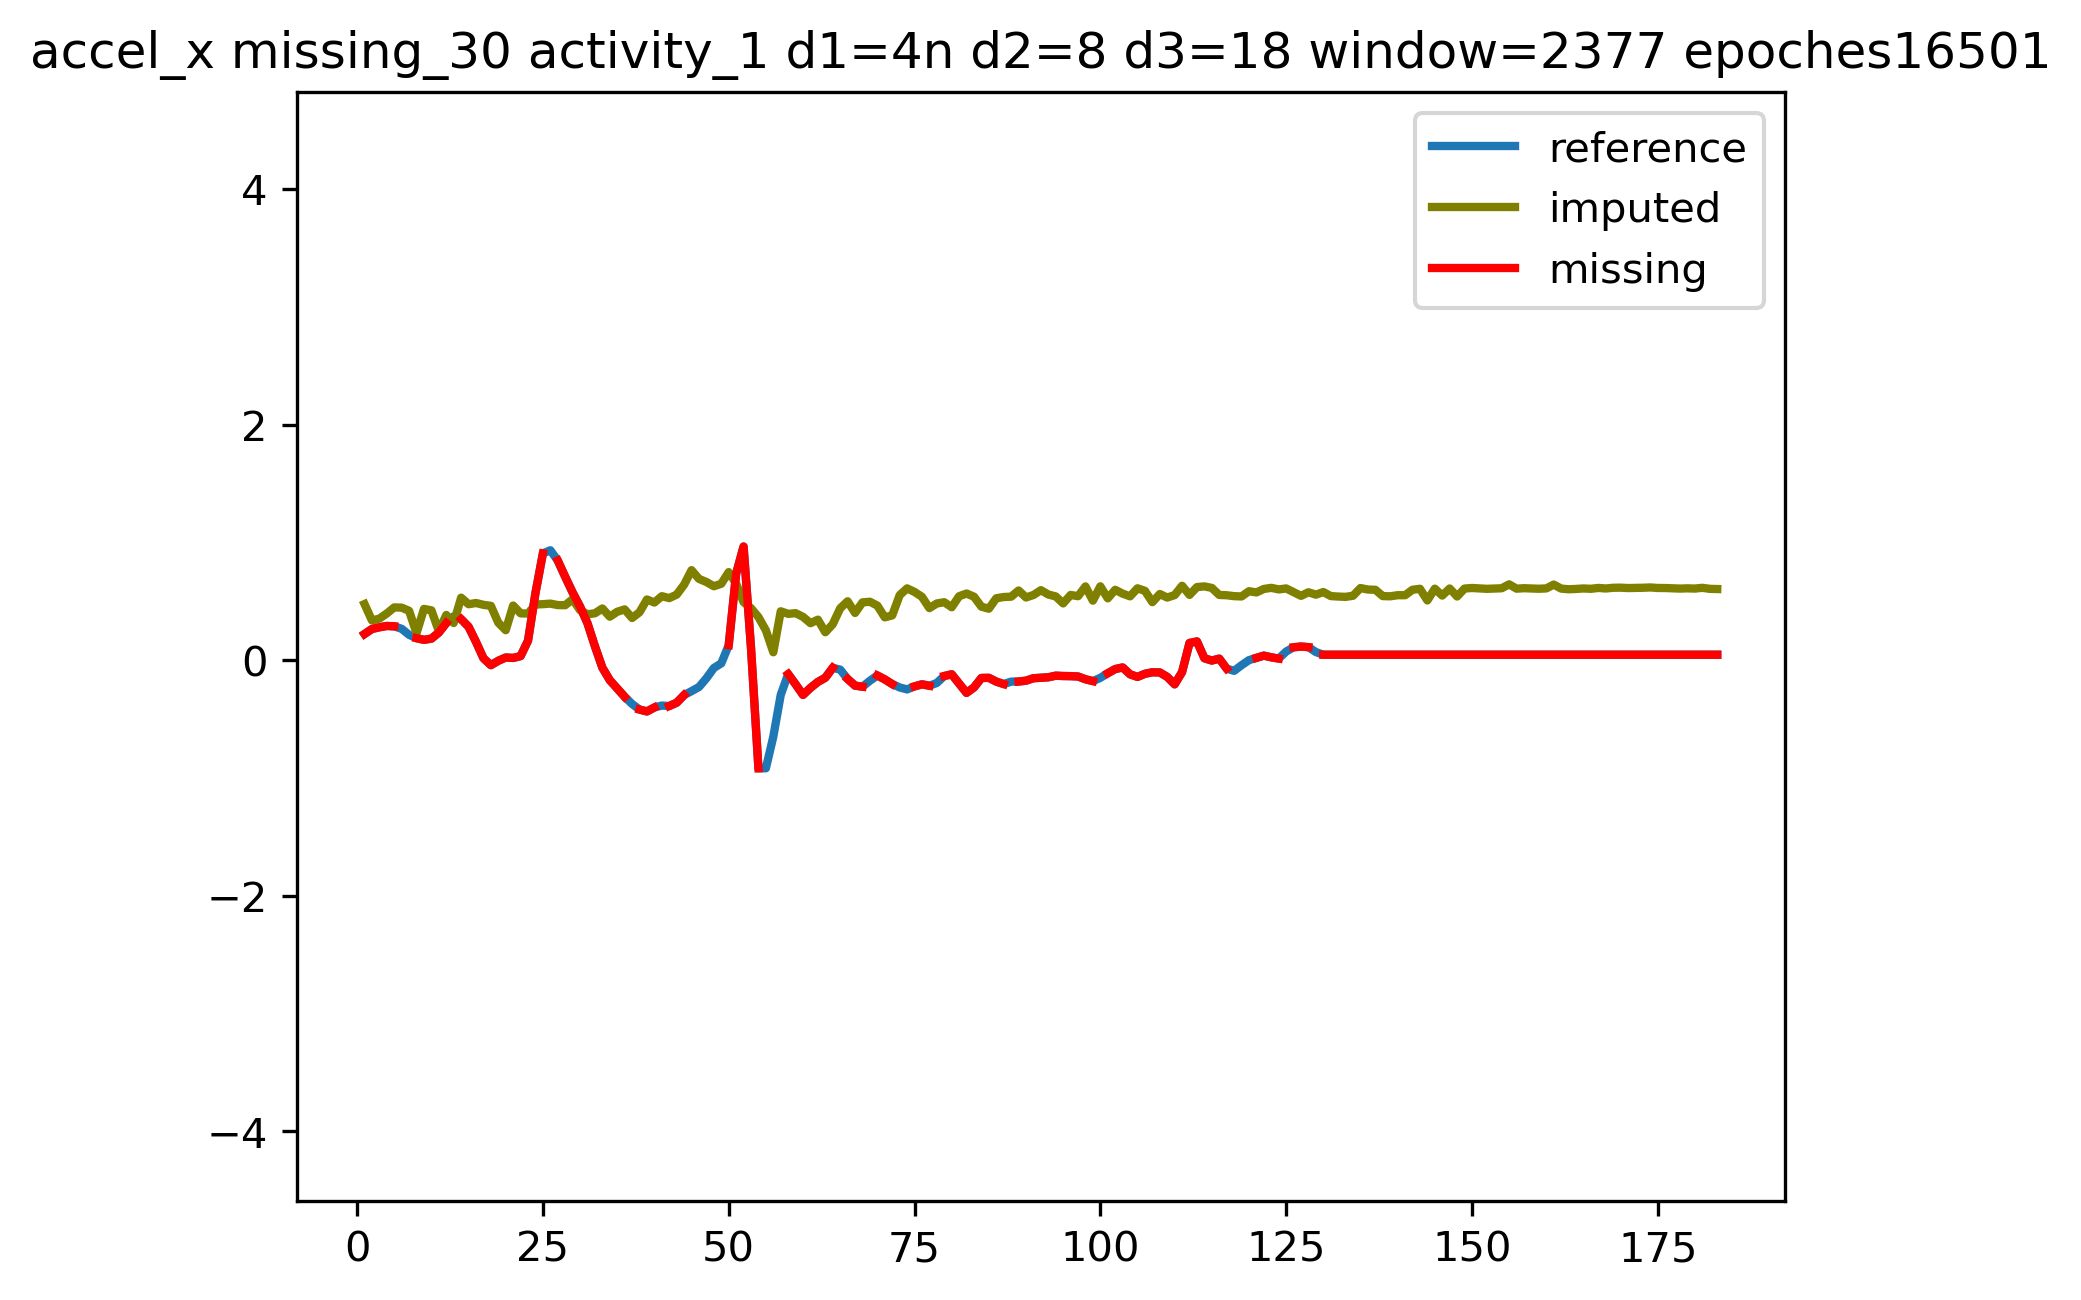 accel_x missing_30 activity_1 d1=4n d2=8 d3=18 window=2377 epoches16501
reference
imputed
missing
4
2
0
−2
−4
0 25 50 75 100 125 150 175